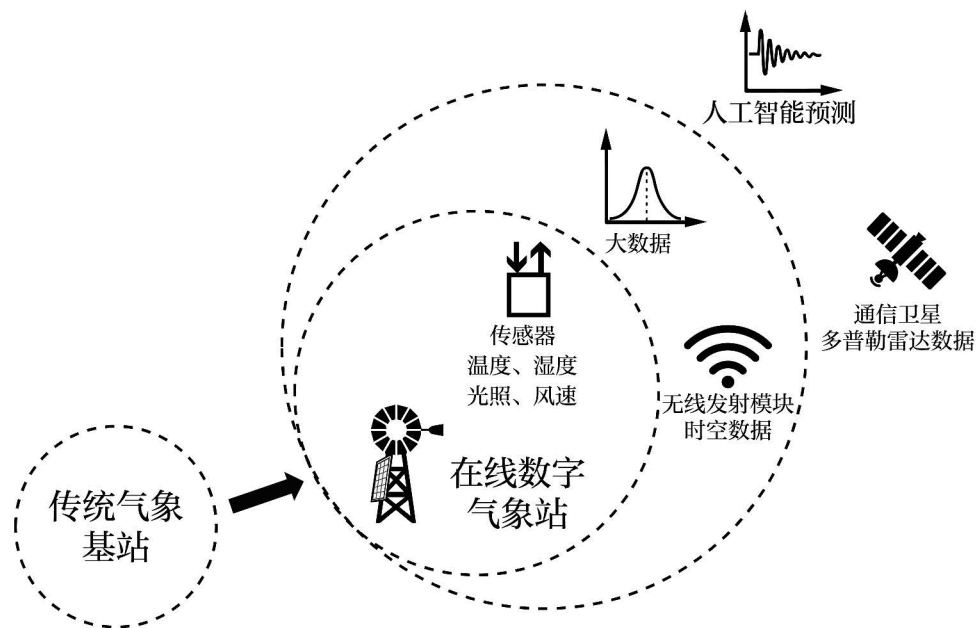 人工智能预测
大数据
通信卫星
多普勒雷达数据
传感器
温度、湿度
光照、风速
无线发射模块
时空数据
在线数字
气象站
传统气象
基站